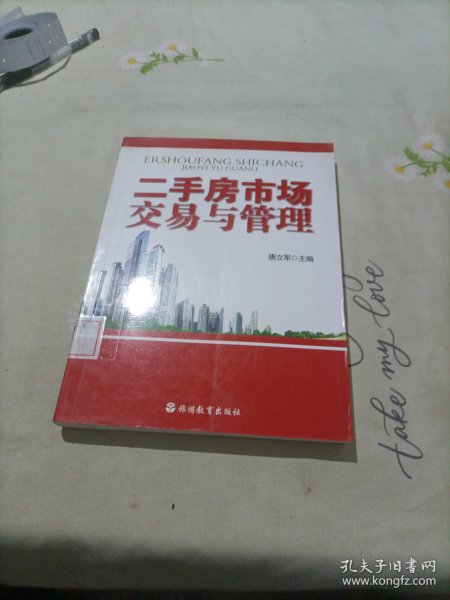 ERSHOUFANG SHICHANG
JIAOYI YU GUANLI
二手房市场
交易与管理
唐立军◎主编
旅游教育出版社
take my love
孔夫子旧书网
www.kongfz.com